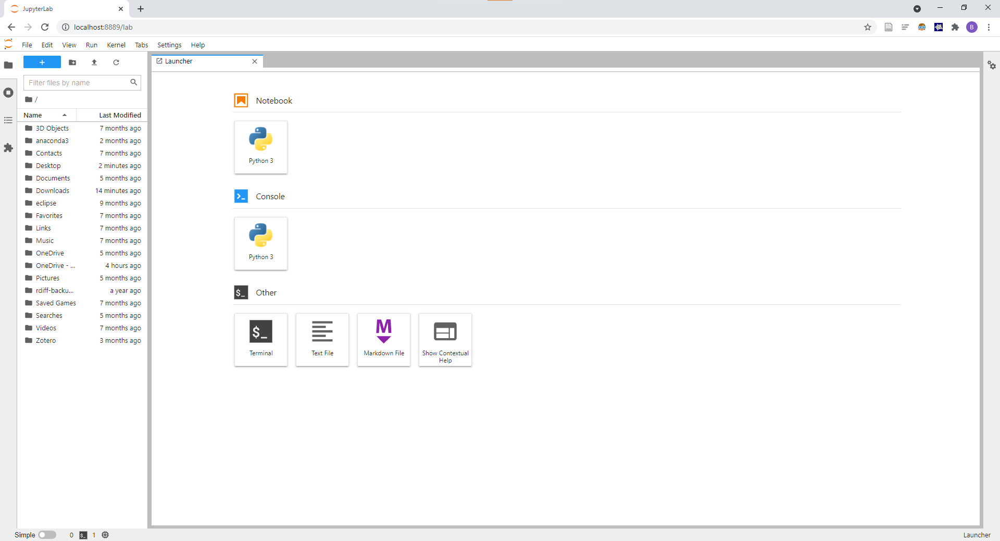 JupyterLab
localhost:8889/lab
B
File Edit View Run Kernel Tabs Settings Help
+
Launcher
Filter files by name
/
Name Last Modified
3D Objects 7 months ago
anaconda3 2 months ago
Contacts 7 months ago
Desktop 2 minutes ago
Documents 5 months ago
Downloads 14 minutes ago
eclipse 9 months ago
Favorites 7 months ago
Links 7 months ago
Music 7 months ago
OneDrive 5 months ago
OneDrive - ... 4 hours ago
Pictures 5 months ago
rdiff-backu... a year ago
Saved Games 7 months ago
Searches 5 months ago
Videos 7 months ago
Zotero 3 months ago
Notebook
Python 3
Console
Python 3
$_ Other
$_
Terminal
Text File
M
Markdown File
Show Contextual
Help
Simple 0 $_ 1
Launcher